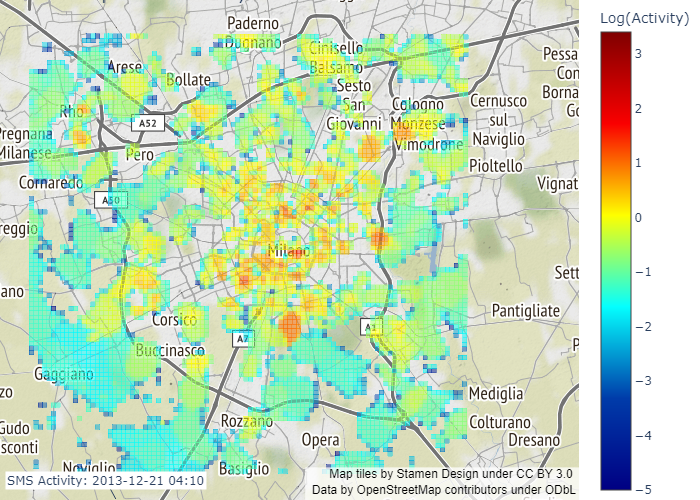 Paderno
Dugnano
Cinisello
Balsamo
Arese
Bollate
Sesto
San
Giovanni
Cologno
Monzese
Vimodrone
Cernusco
sul
Naviglio
Pioltello
Pessa
Con
Borna
Go
Rho
A52
Pregnana
Milanese
Pero
Cornaredo
A50
Vignat
reggio
Milano
ano
Sett
Corsico
A7
A1
Pantigliate
P
Buccinasco
Gaggiano
zo
Mediglia
Rozzano
Colturano
Gudo
Opera
Dresano
sconti
Noviglio
Basiglio
SMS Activity: 2013-12-21 04:10
Map tiles by Stamen Design under CC BY 3.0
Data by OpenStreetMap contributors under ODbL
Log(Activity)
3
2
1
0
−1
−2
−3
−4
−5